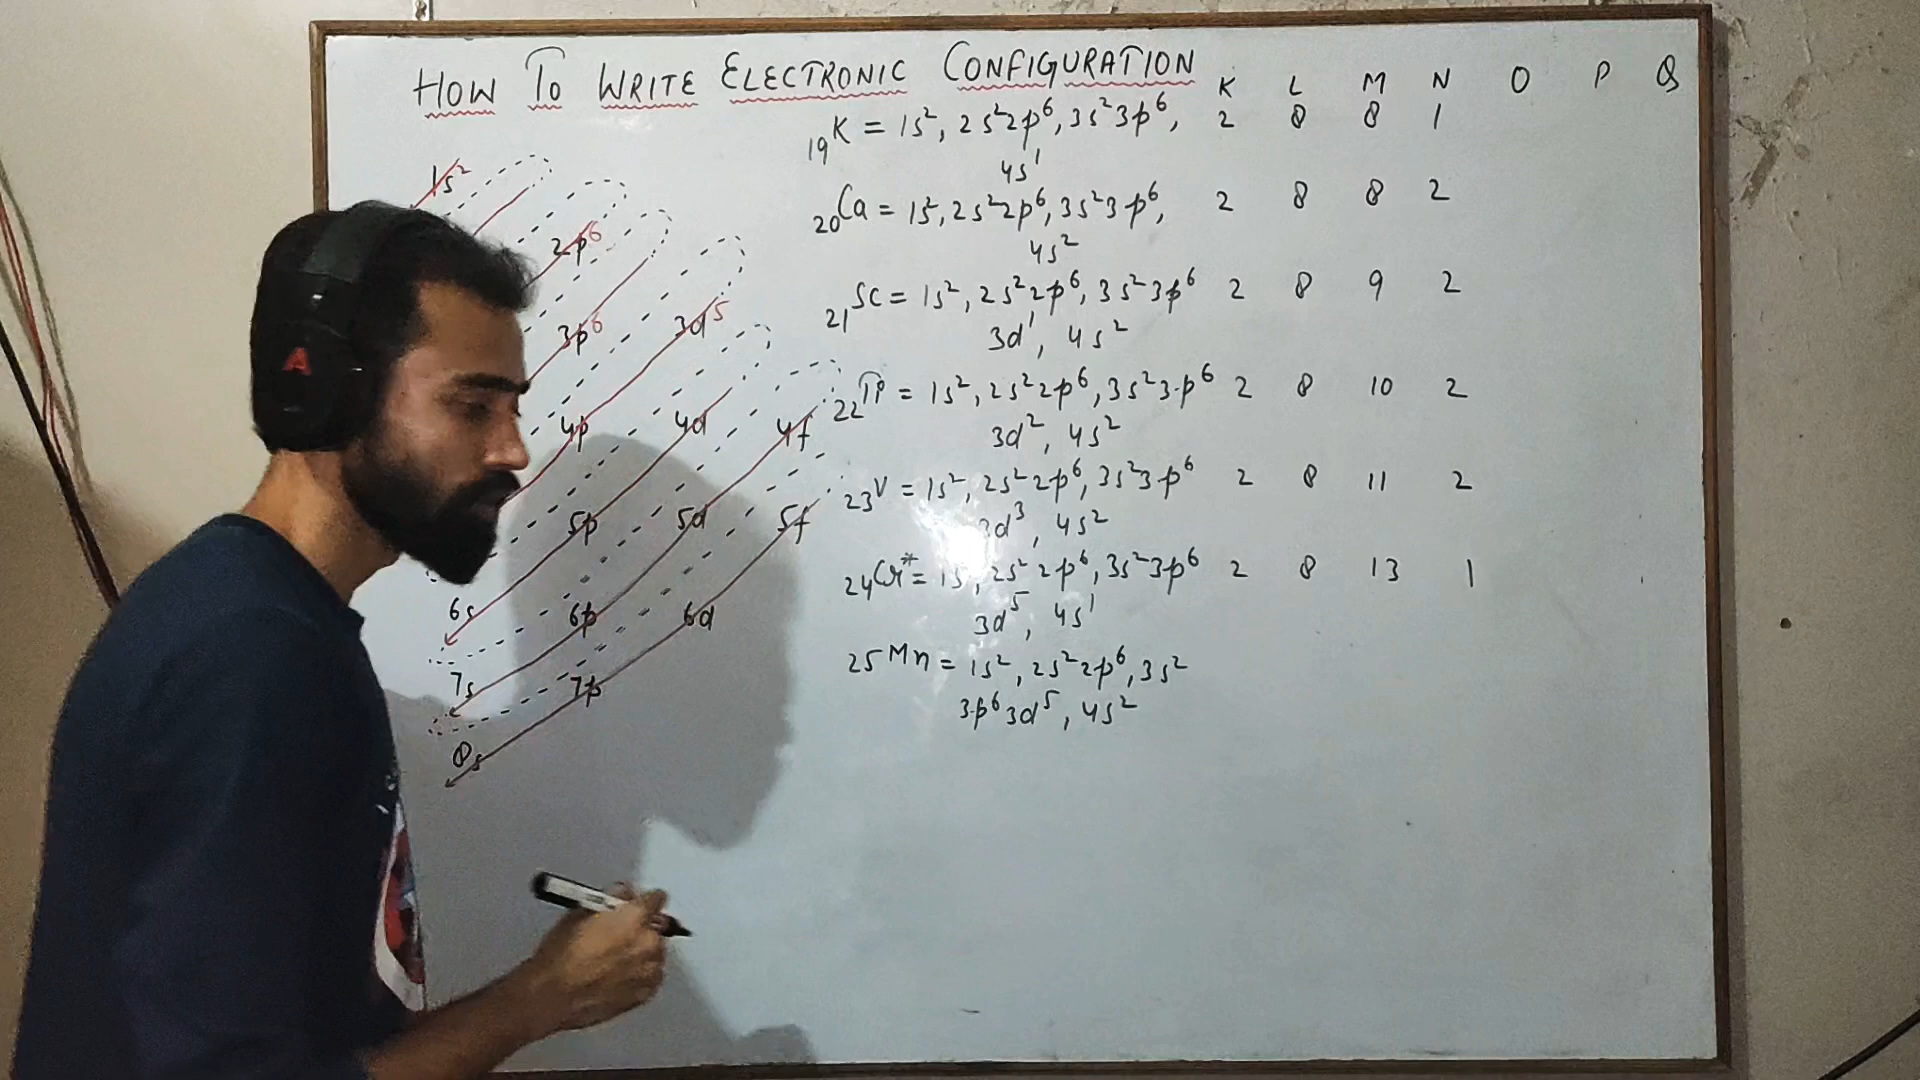 HOW TO WRITE ELECTRONIC CONFIGURATION
K L M N O P Q
19K = 1s², 2s²2p⁶, 3s²3p⁶, 2 8 8 1
4s¹
20Ca = 1s², 2s²2p⁶, 3s²3p⁶, 2 8 8 2
4s²
21Sc = 1s², 2s²2p⁶, 3s²3p⁶ 2 8 9 2
3d¹, 4s²
22Ti = 1s², 2s²2p⁶, 3s²3p⁶ 2 8 10 2
3d², 4s²
23V = 1s², 2s²2p⁶, 3s²3p⁶ 2 8 11 2
3d³, 4s²
24Cr* = 1s, 2s²2p⁶, 3s²3p⁶ 2 8 13 1
3d⁵, 4s¹
25Mn = 1s², 2s²2p⁶, 3s²
3p⁶3d⁵, 4s²
1s²
2p⁶
3p⁶ 3d⁵
4p 4d 4f
5p 5d 5f
6s 6p 6d
7s 7p
8s
A